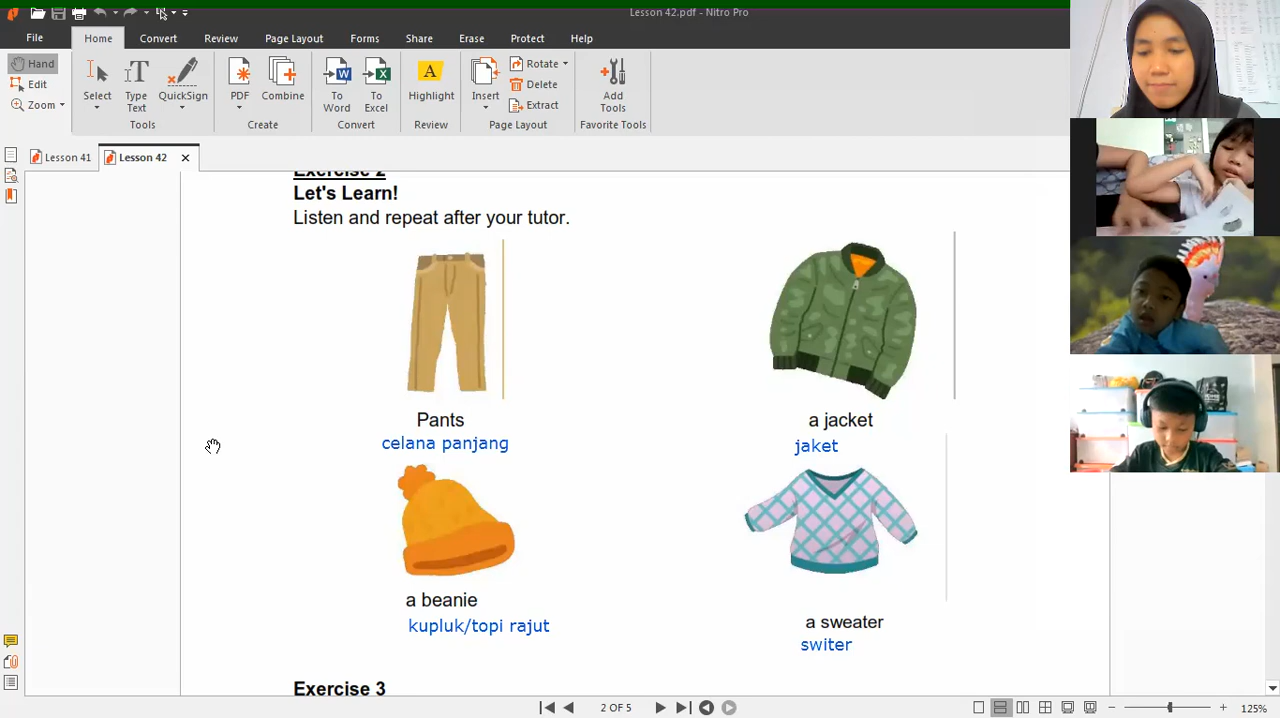 Lesson 42.pdf - Nitro Pro
File Home Convert Review Page Layout Forms Share Erase Protect Help
Hand
Edit
Zoom
Select
Type Text
QuickSign
Tools
PDF
Combine
Create
To Word
To Excel
Convert
Highlight
Review
Insert
Rotate
Delete
Extract
Page Layout
Add Tools
Favorite Tools
Lesson 41 Lesson 42
Exercise 2
Let's Learn!
Listen and repeat after your tutor.
Pants a jacket
celana panjang jaket
a beanie a sweater
kupluk/topi rajut switer
Exercise 3
2 OF 5
125%